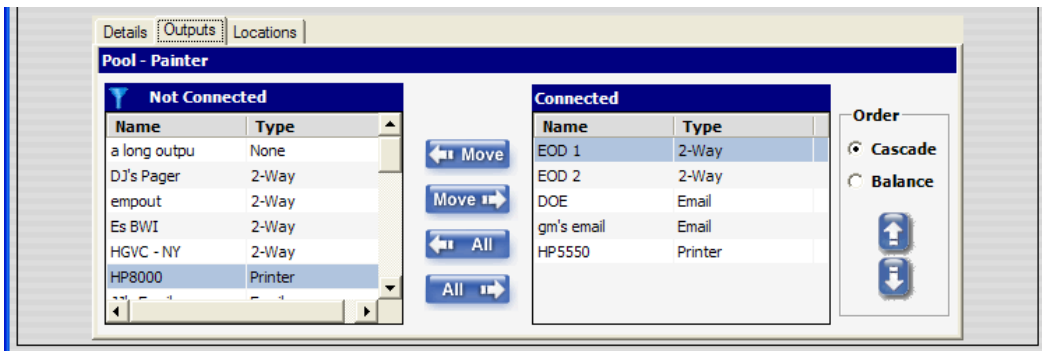 Details Outputs Locations
Pool - Painter
Not Connected
Name Type
a long outpu None
DJ's Pager 2-Way
empout 2-Way
Es BWI 2-Way
HGVC - NY 2-Way
HP8000 Printer
Move
Move
All
All
Connected
Name Type
EOD 1 2-Way
EOD 2 2-Way
DOE Email
gm's email Email
HP5550 Printer
Order
Cascade
Balance